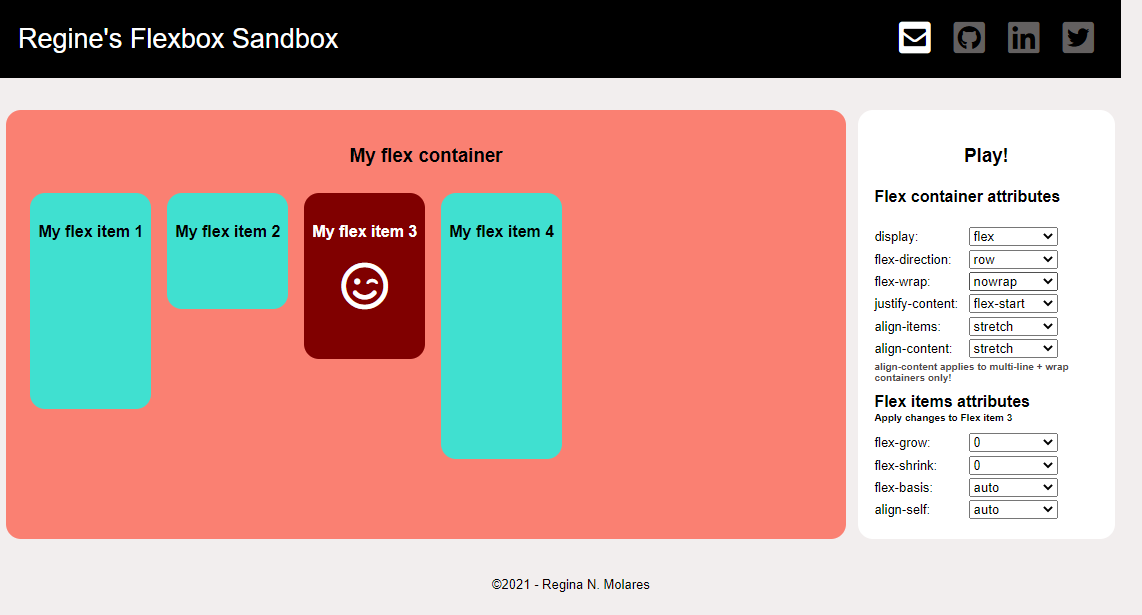 Regine's Flexbox Sandbox
My flex container
My flex item 1
My flex item 2
My flex item 3
My flex item 4
Play!
Flex container attributes
display: flex
flex-direction: row
flex-wrap: nowrap
justify-content: flex-start
align-items: stretch
align-content: stretch
align-content applies to multi-line + wrap
containers only!
Flex items attributes
Apply changes to Flex item 3
flex-grow: 0
flex-shrink: 0
flex-basis: auto
align-self: auto
©2021 - Regina N. Molares